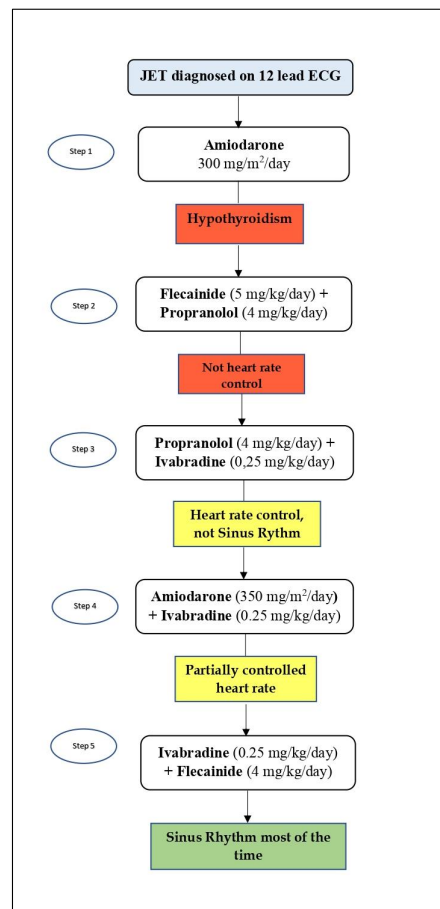 JET diagnosed on 12 lead ECG
Step 1
Amiodarone
300 mg/m²/day
Hypothyroidism
Step 2
Flecainide (5 mg/kg/day) +
Propranolol (4 mg/kg/day)
Not heart rate
control
Step 3
Propranolol (4 mg/kg/day) +
Ivabradine (0,25 mg/kg/day)
Heart rate control,
not Sinus Rythm
Step 4
Amiodarone (350 mg/m²/day)
+ Ivabradine (0.25 mg/kg/day)
Partially controlled
heart rate
Step 5
Ivabradine (0.25 mg/kg/day)
+ Flecainide (4 mg/kg/day)
Sinus Rhythm most of the
time